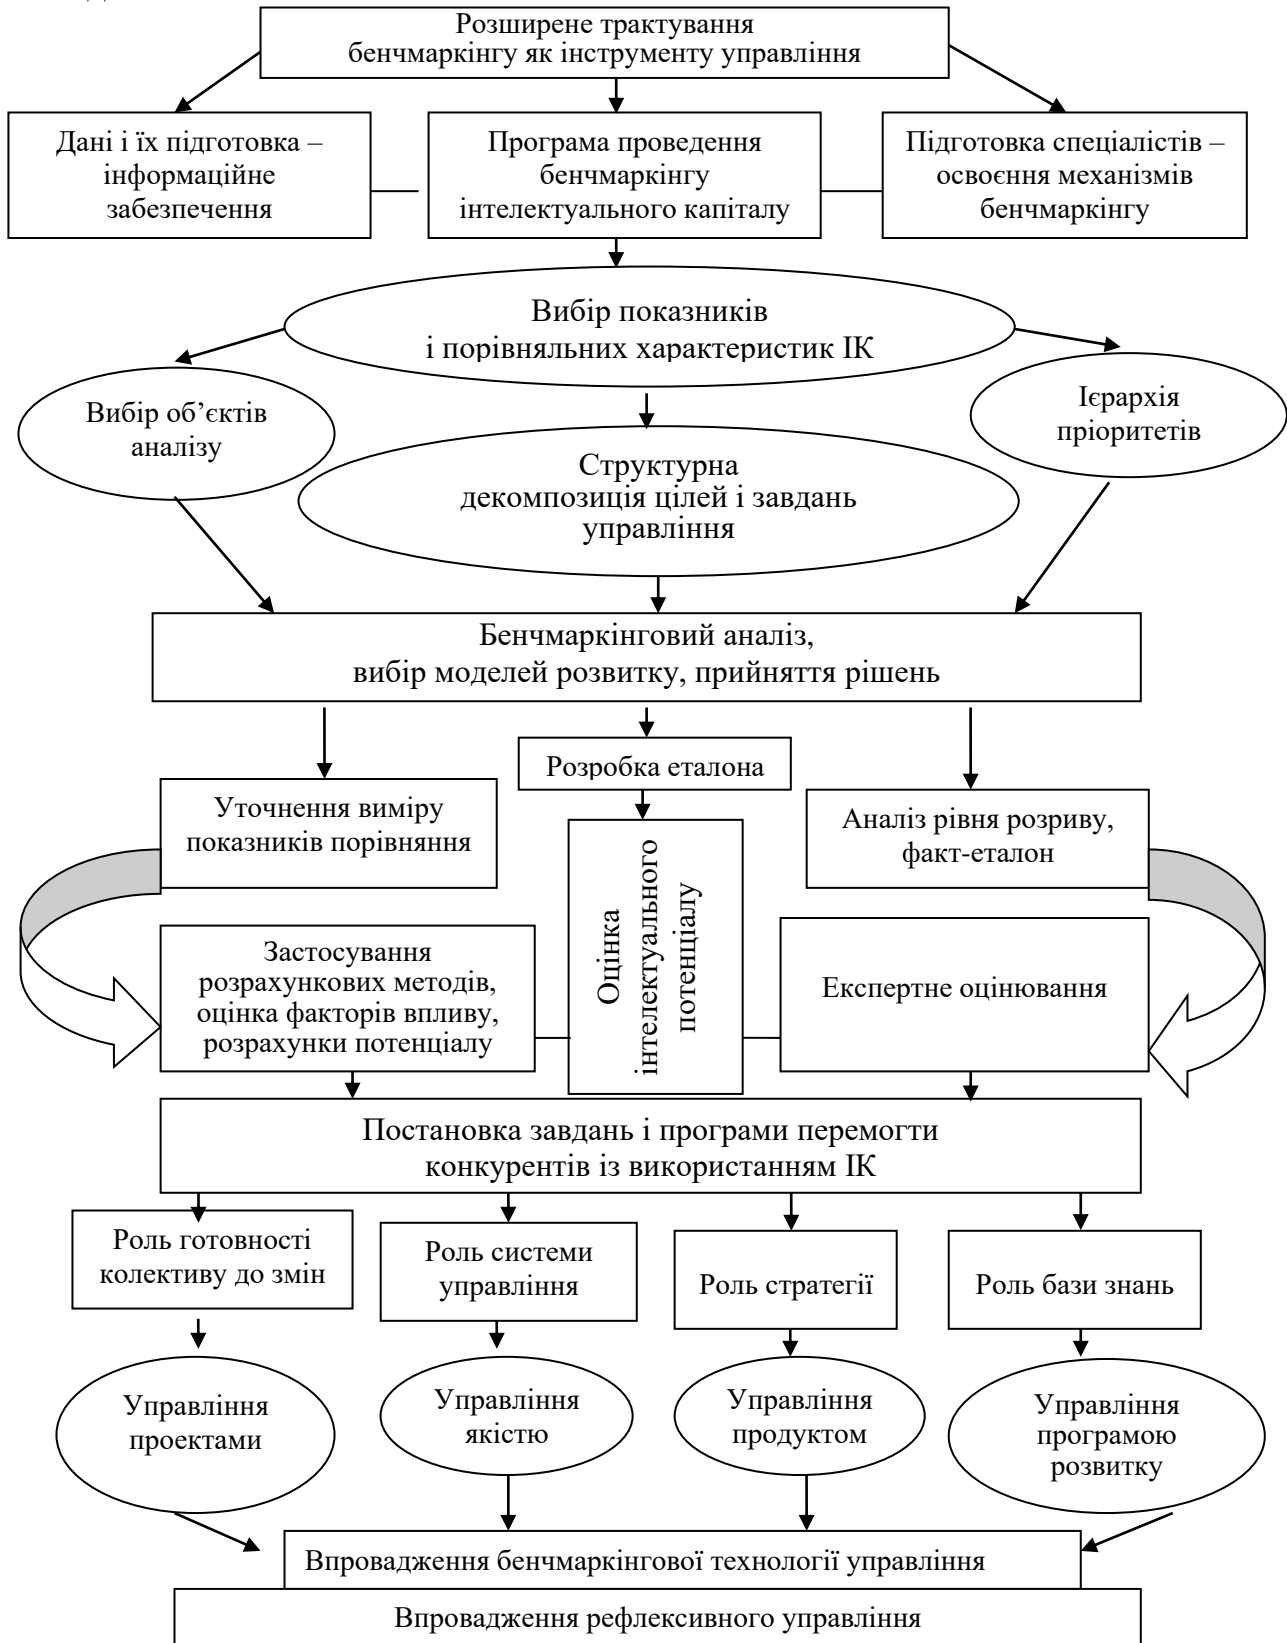 Розширене трактування
бенчмаркінгу як інструменту управління
Дані і їх підготовка –
інформаційне
забезпечення
Програма проведення
бенчмаркінгу
інтелектуального капіталу
Підготовка спеціалістів –
освоєння механізмів
бенчмаркінгу
Вибір показників
і порівняльних характеристик ІК
Вибір об’єктів
аналізу
Ієрархія
пріоритетів
Структурна
декомпозиція цілей і завдань
управління
Бенчмаркінговий аналіз,
вибір моделей розвитку, прийняття рішень
Розробка еталона
Уточнення виміру
показників порівняння
Аналіз рівня розриву,
факт-еталон
Оцінка
інтелектуального
потенціалу
Застосування
розрахункових методів,
оцінка факторів впливу,
розрахунки потенціалу
Експертне оцінювання
Постановка завдань і програми перемогти
конкурентів із використанням ІК
Роль готовності
колективу до змін
Роль системи
управління
Роль стратегії
Роль бази знань
Управління
проектами
Управління
якістю
Управління
продуктом
Управління
програмою
розвитку
Впровадження бенчмаркінгової технології управління
Впровадження рефлексивного управління